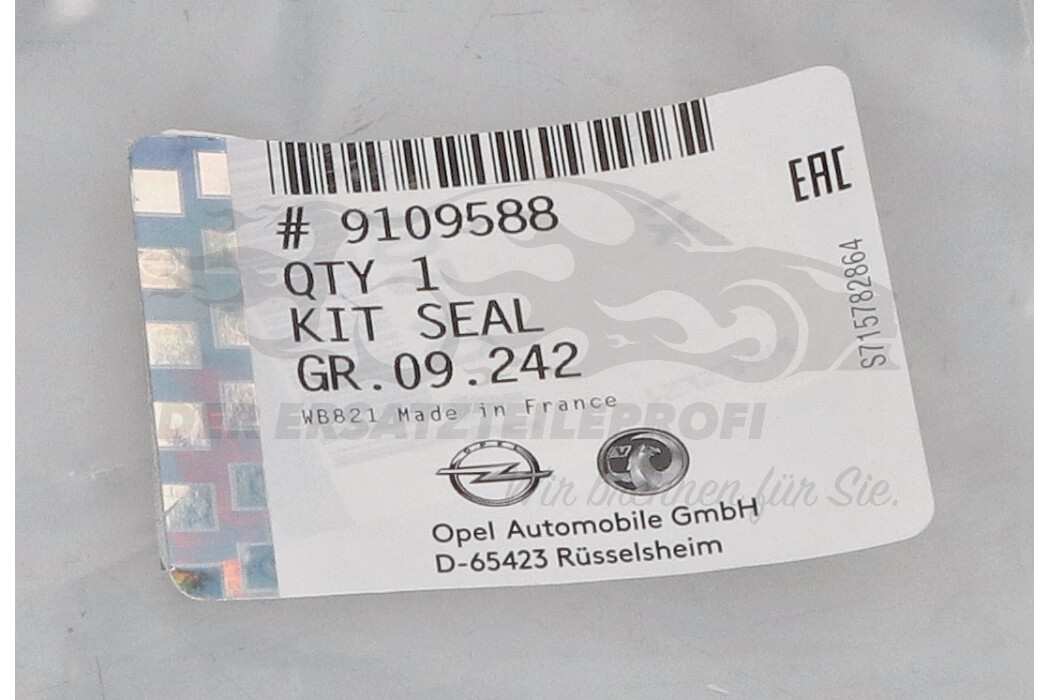 # 9109588
QTY 1
KIT SEAL
GR.09.242
WB821 Made in France
OPEL
Opel Automobile GmbH
D-65423 Rüsselsheim
EAC
S715782864
DER ERSATZTEILEPROFI
Wir brennen für Sie.